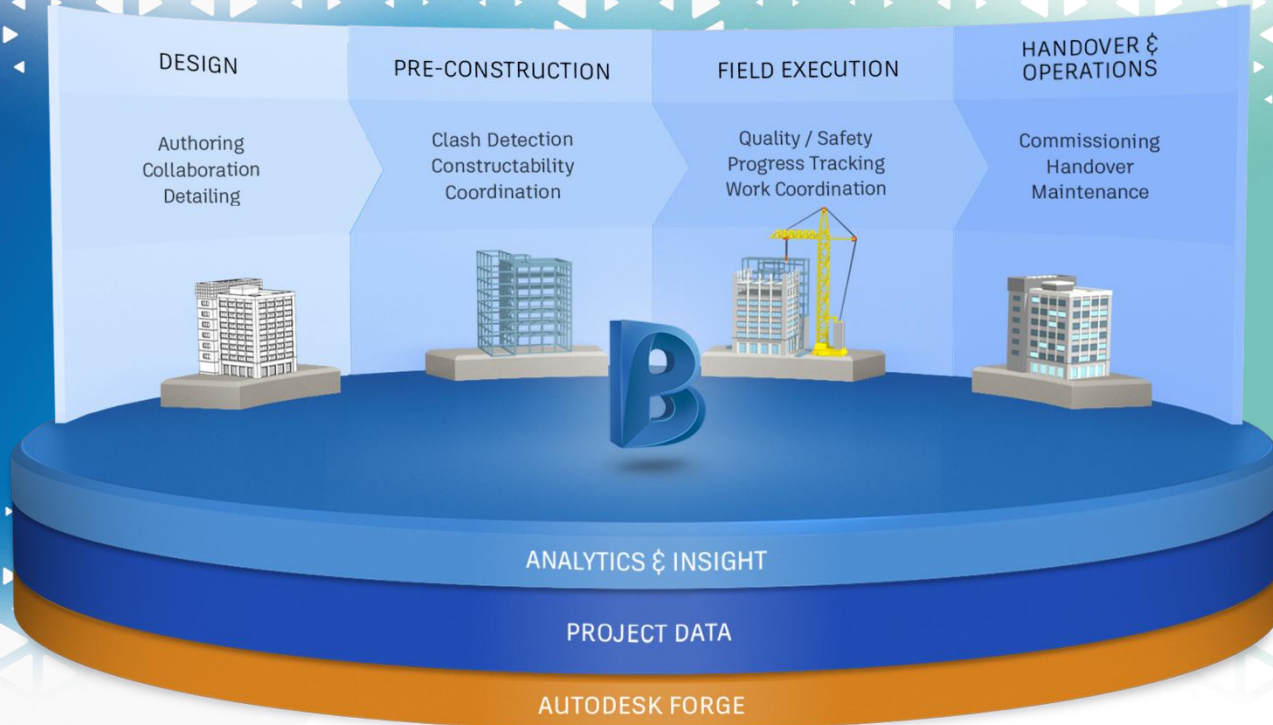 DESIGN
Authoring
Collaboration
Detailing
PRE-CONSTRUCTION
Clash Detection
Constructability
Coordination
FIELD EXECUTION
Quality / Safety
Progress Tracking
Work Coordination
HANDOVER &
OPERATIONS
Commissioning
Handover
Maintenance
B
ANALYTICS & INSIGHT
PROJECT DATA
AUTODESK FORGE